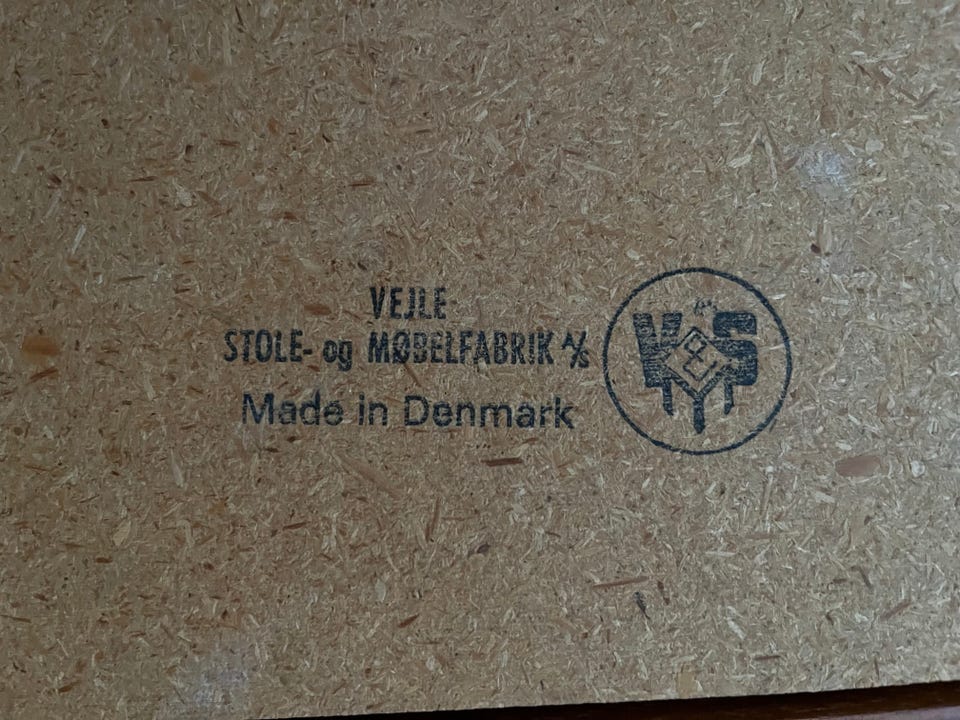 VEJLE-
STOLE- og MØBELFABRIK A/S
Made in Denmark
VS